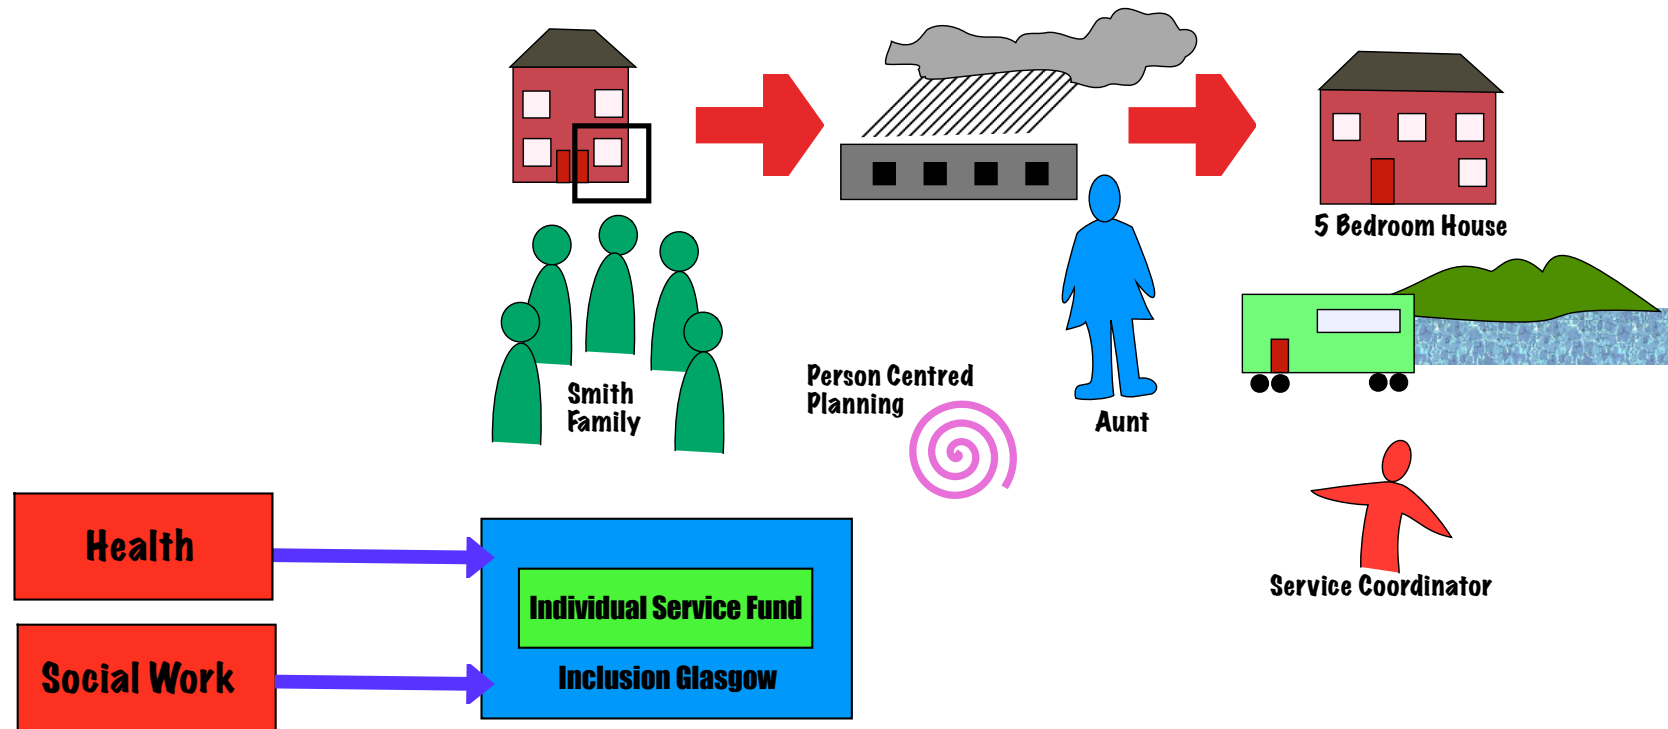 5 Bedroom House
Smith
Family
Person Centred
Planning
Aunt
Service Coordinator
Health
Social Work
Individual Service Fund
Inclusion Glasgow